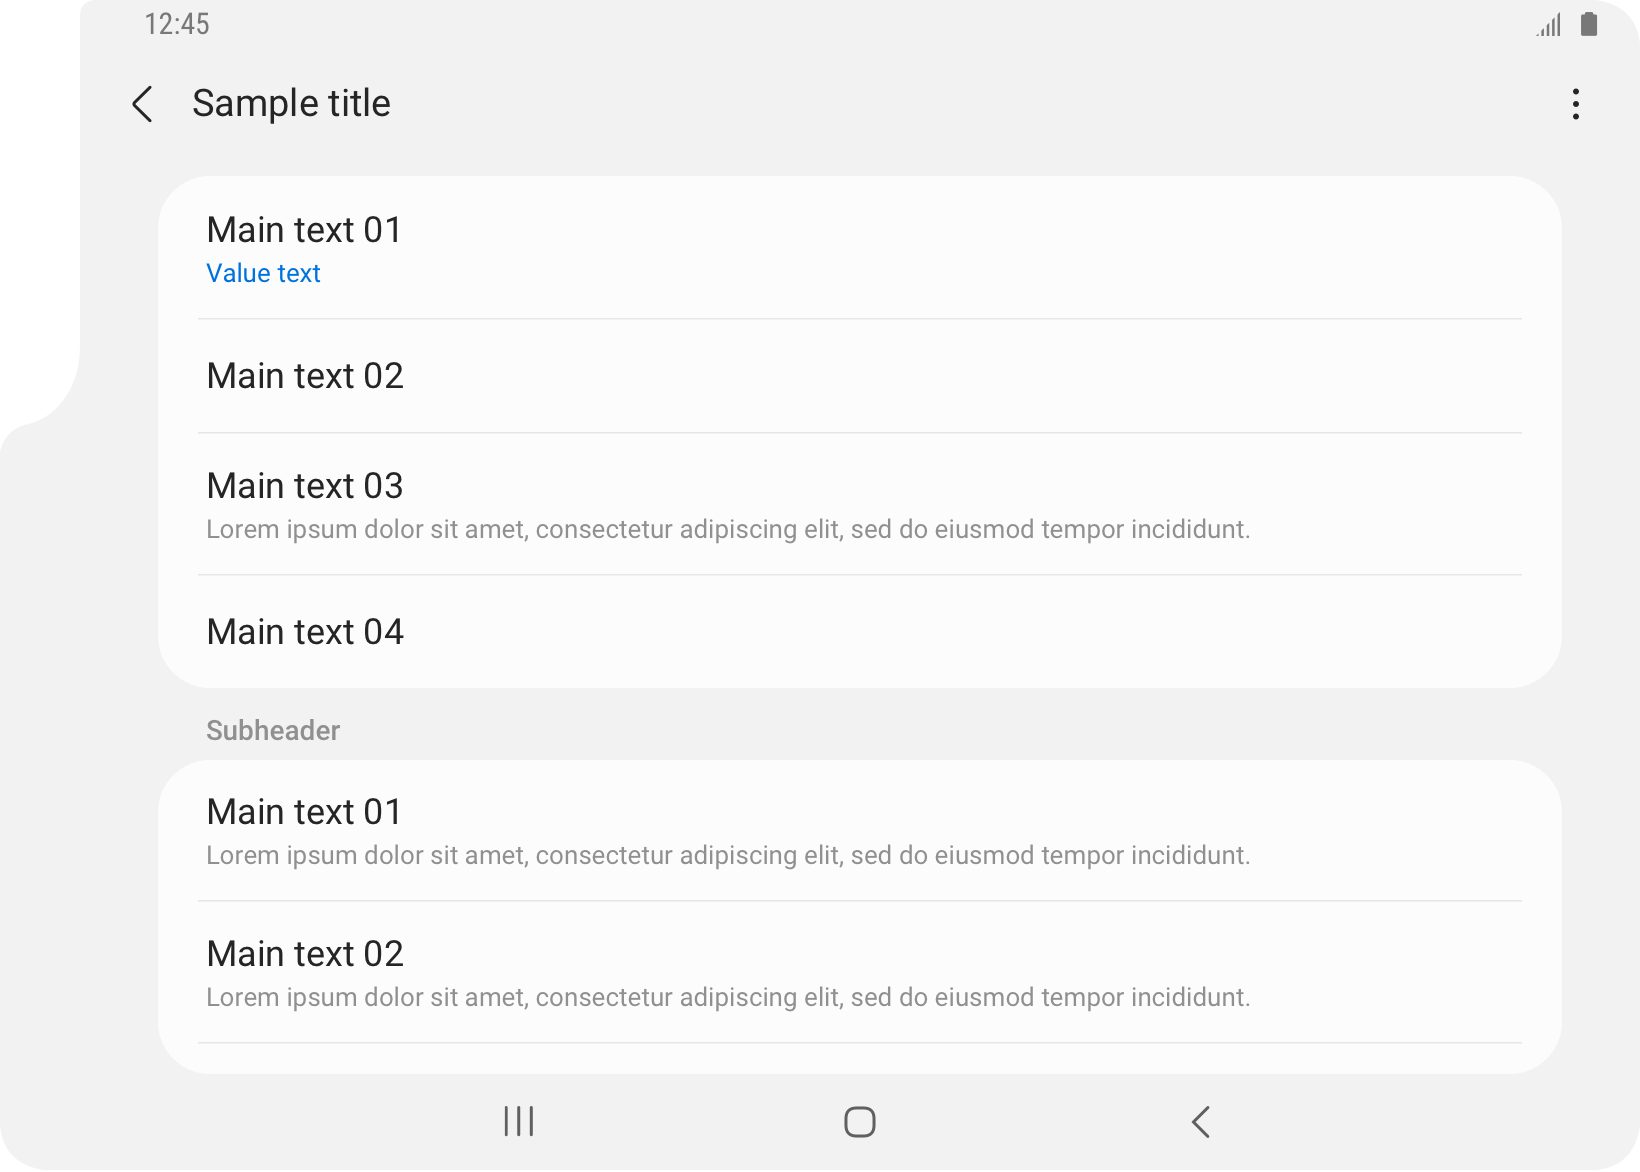 12:45
Sample title
Main text 01
Value text
Main text 02
Main text 03
Lorem ipsum dolor sit amet, consectetur adipiscing elit, sed do eiusmod tempor incididunt.
Main text 04
Subheader
Main text 01
Lorem ipsum dolor sit amet, consectetur adipiscing elit, sed do eiusmod tempor incididunt.
Main text 02
Lorem ipsum dolor sit amet, consectetur adipiscing elit, sed do eiusmod tempor incididunt.